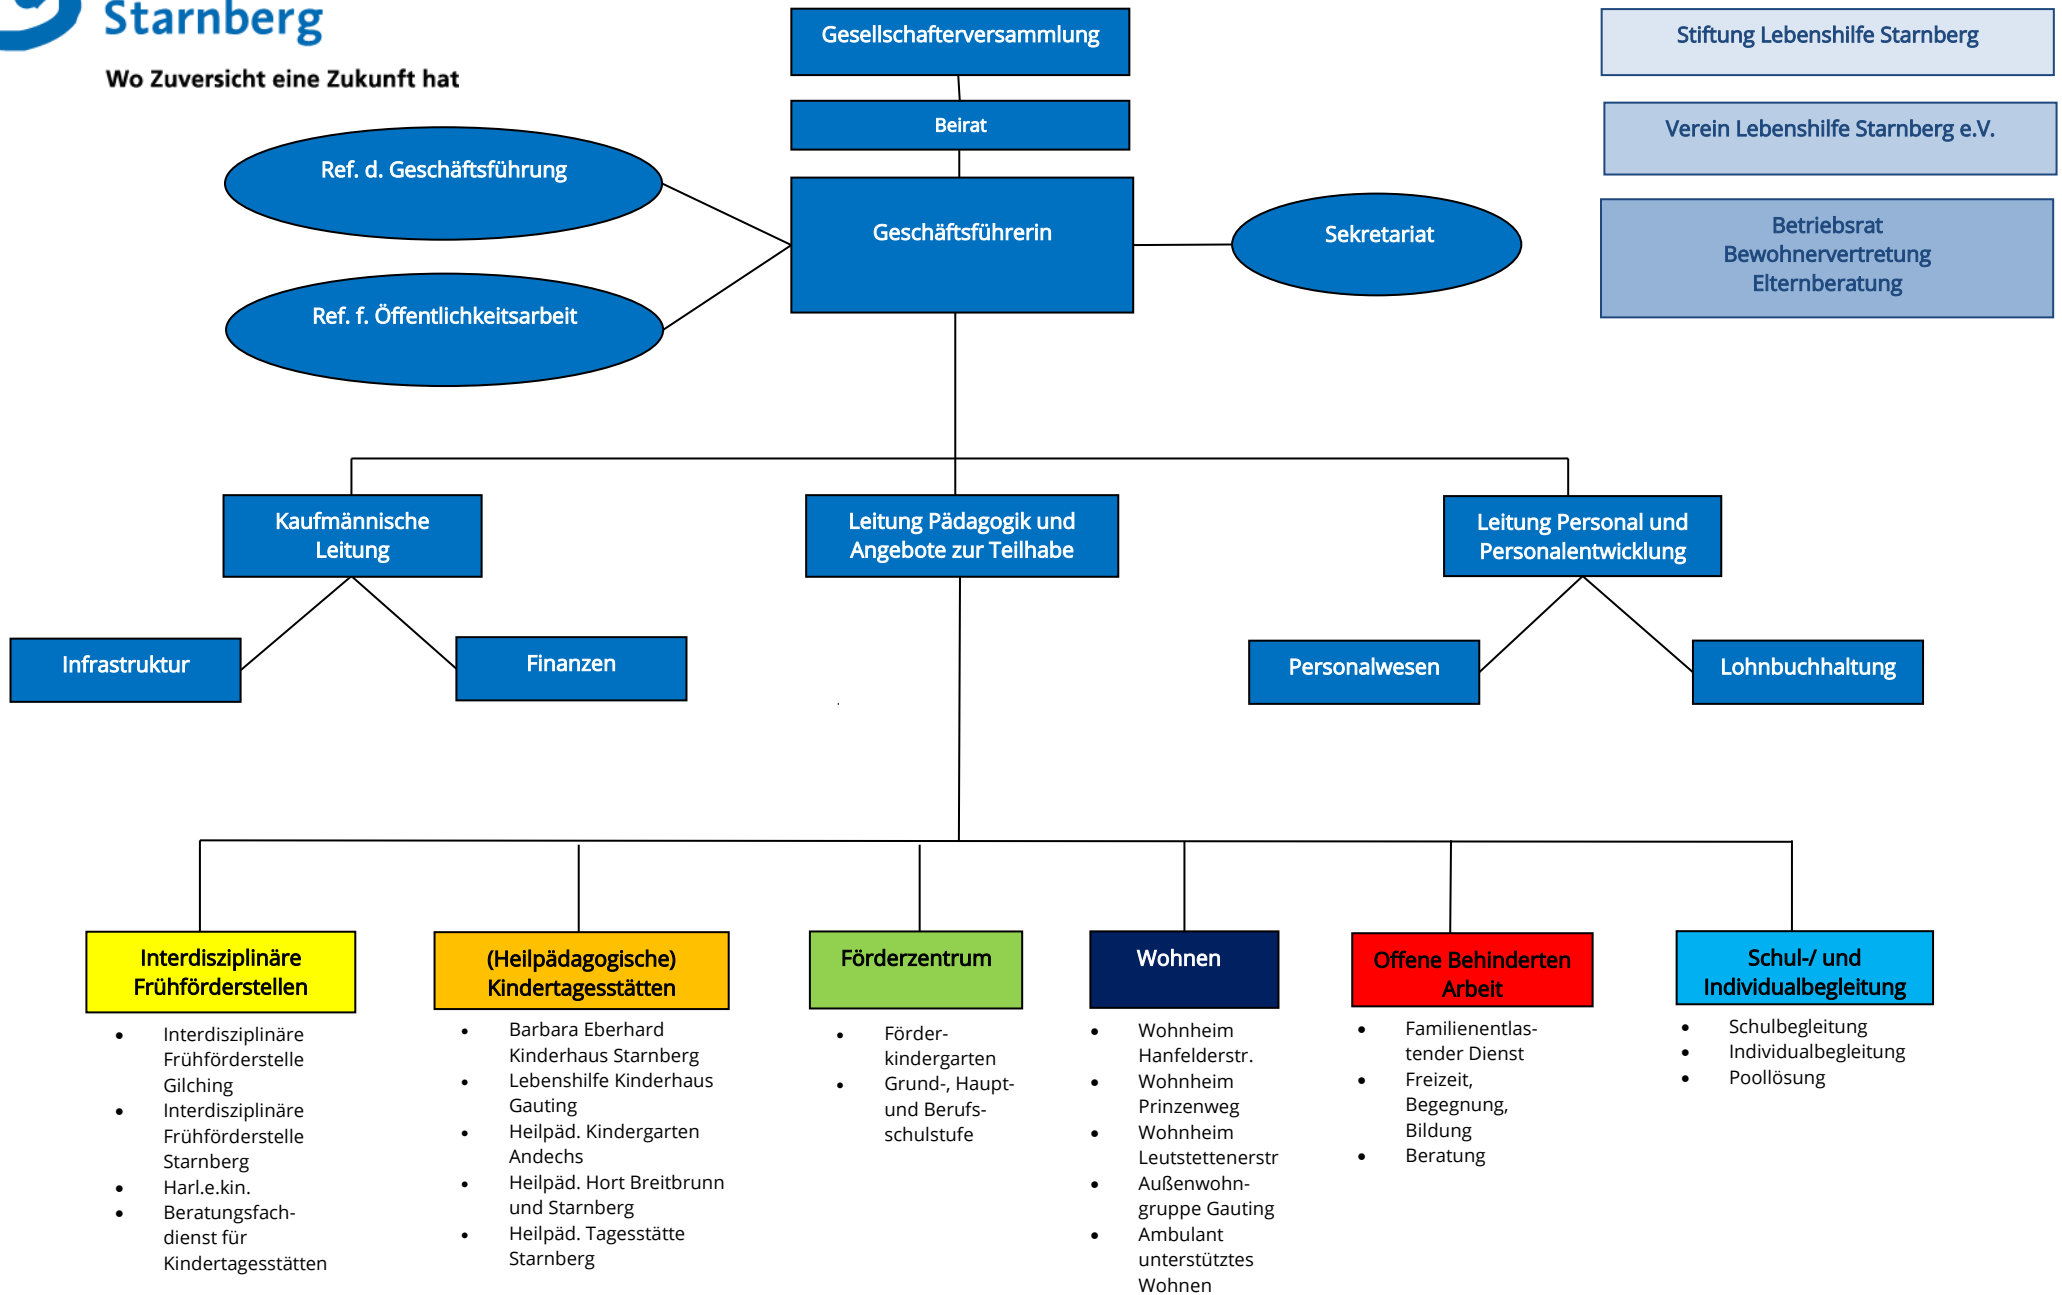 Starnberg
Wo Zuversicht eine Zukunft hat
Gesellschafterversammlung
Beirat
Geschäftsführerin
Ref. d. Geschäftsführung
Ref. f. Öffentlichkeitsarbeit
Sekretariat
Stiftung Lebenshilfe Starnberg
Verein Lebenshilfe Starnberg e.V.
Betriebsrat
Bewohnervertretung
Elternberatung
Kaufmännische
Leitung
Leitung Pädagogik und
Angebote zur Teilhabe
Leitung Personal und
Personalentwicklung
Infrastruktur
Finanzen
Personalwesen
Lohnbuchhaltung
Interdisziplinäre
Frühförderstellen
• Interdisziplinäre
Frühförderstelle
Gilching
• Interdisziplinäre
Frühförderstelle
Starnberg
• Harl.e.kin.
• Beratungsfach-
dienst für
Kindertagesstätten
(Heilpädagogische)
Kindertagesstätten
• Barbara Eberhard
Kinderhaus Starnberg
• Lebenshilfe Kinderhaus
Gauting
• Heilpäd. Kindergarten
Andechs
• Heilpäd. Hort Breitbrunn
und Starnberg
• Heilpäd. Tagesstätte
Starnberg
Förderzentrum
• Förder-
kindergarten
• Grund-, Haupt-
und Berufs-
schulstufe
Wohnen
• Wohnheim
Hanfelderstr.
• Wohnheim
Prinzenweg
• Wohnheim
Leutstettenerstr
• Außenwohn-
gruppe Gauting
• Ambulant
unterstütztes
Wohnen
Offene Behinderten
Arbeit
• Familienentlas-
tender Dienst
• Freizeit,
Begegnung,
Bildung
• Beratung
Schul-/ und
Individualbegleitung
• Schulbegleitung
• Individualbegleitung
• Poollösung